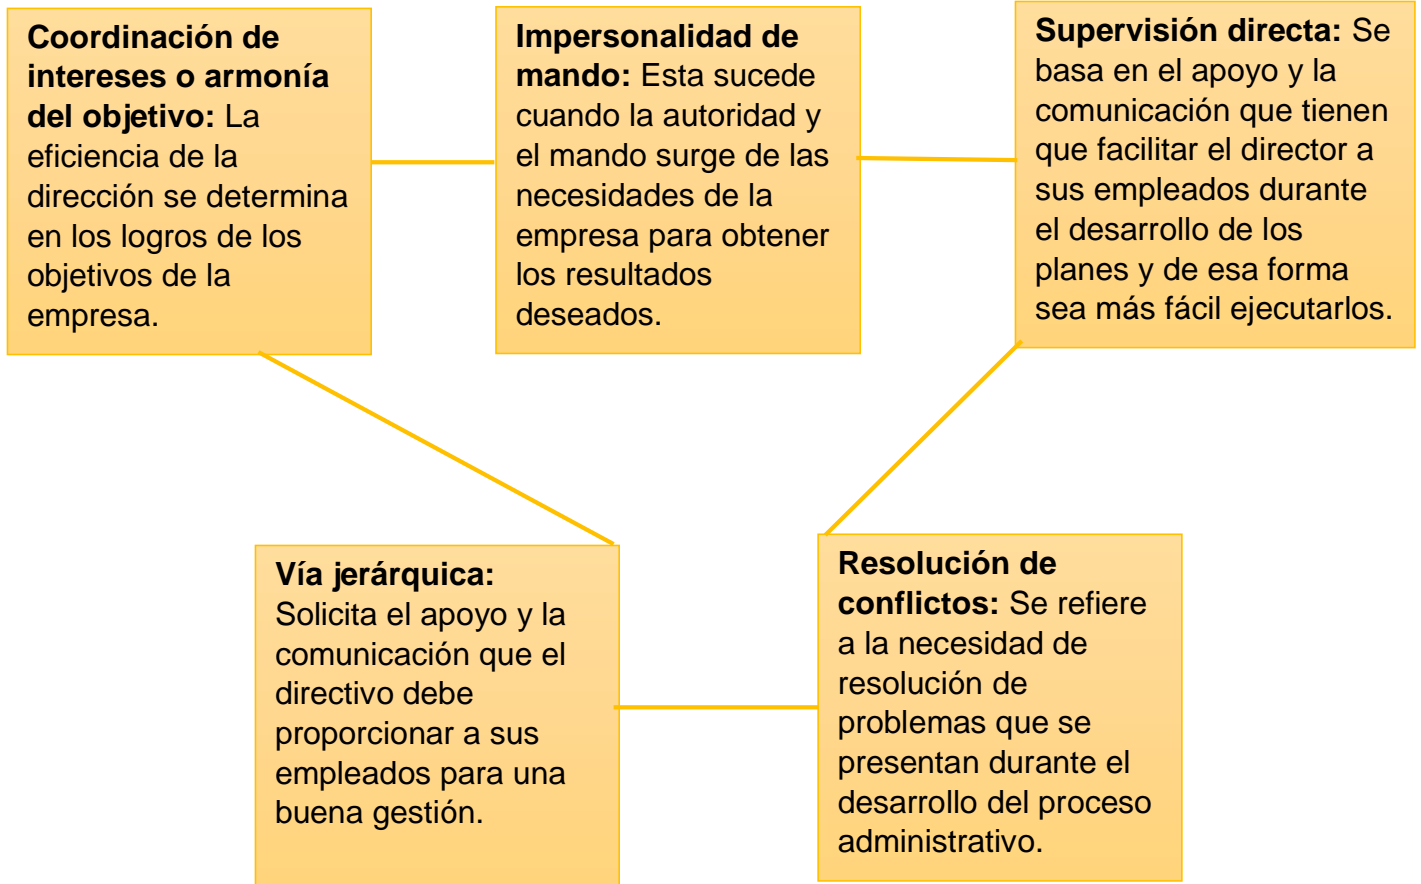 Coordinación de
intereses o armonía
del objetivo: La
eficiencia de la
dirección se determina
en los logros de los
objetivos de la
empresa.
Impersonalidad de
mando: Esta sucede
cuando la autoridad y
el mando surge de las
necesidades de la
empresa para obtener
los resultados
deseados.
Supervisión directa: Se
basa en el apoyo y la
comunicación que tienen
que facilitar el director a
sus empleados durante
el desarrollo de los
planes y de esa forma
sea más fácil ejecutarlos.
Vía jerárquica:
Solicita el apoyo y la
comunicación que el
directivo debe
proporcionar a sus
empleados para una
buena gestión.
Resolución de
conflictos: Se refiere
a la necesidad de
resolución de
problemas que se
presentan durante el
desarrollo del proceso
administrativo.